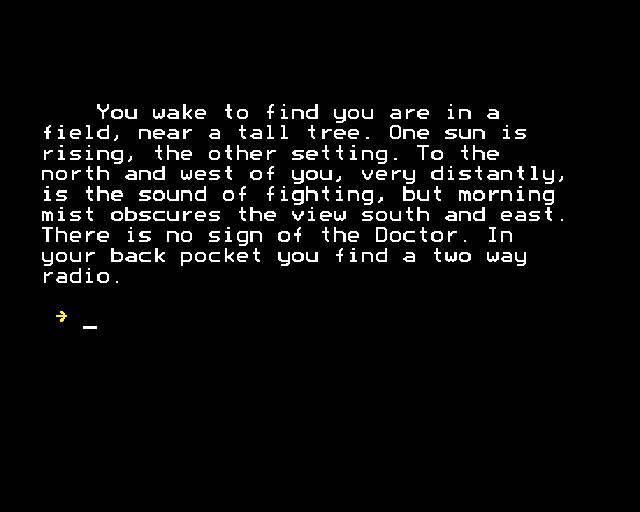 You wake to find you are in a
field, near a tall tree. One sun is
rising, the other setting. To the
north and west of you, very distantly,
is the sound of fighting, but morning
mist obscures the view south and east.
There is no sign of the Doctor. In
your back pocket you find a two way
radio.
→ _